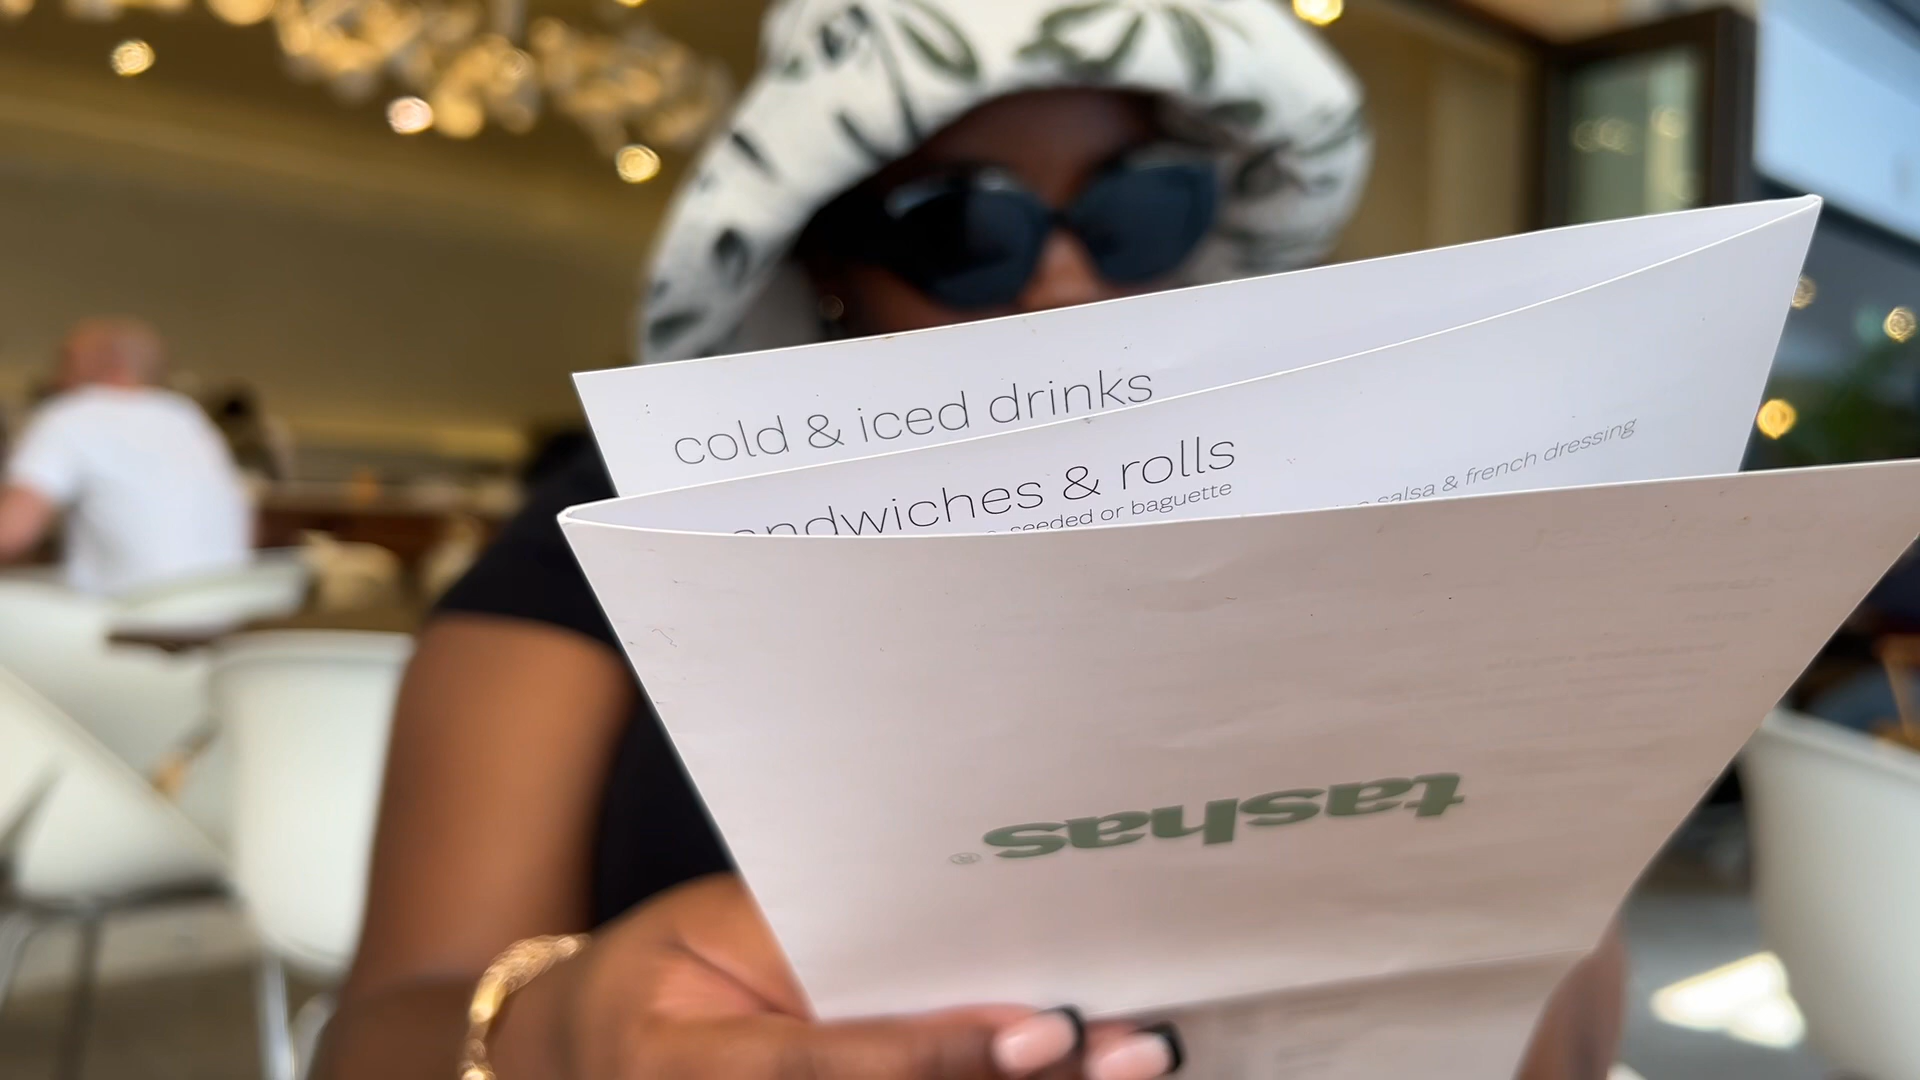 cold & iced drinks
andwiches & rolls
seeded or baguette
salsa & french dressing
tashas®